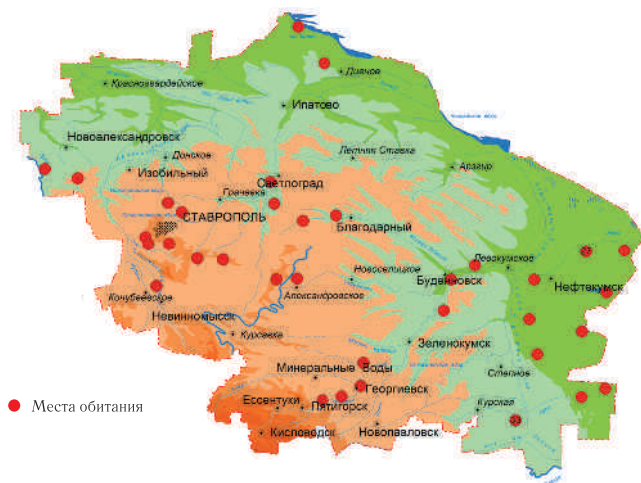 Дивное
Красногвардейское
Ипатово
Новоалександровск
Донское
Летняя Ставка
Изобильный
Арзгир
Светлоград
Грачевка
СТАВРОПОЛЬ
Благодарный
Левокумское
Новоселицкое
Буденновск
Нефтекумск
Кочубеевское
Александровское
Невинномысск
Курсавка
Зеленокумск
Минеральные Воды
Степное
Георгиевск
Ессентуки
Пятигорск
Курская
Кисловодск
Новопавловск
Места обитания